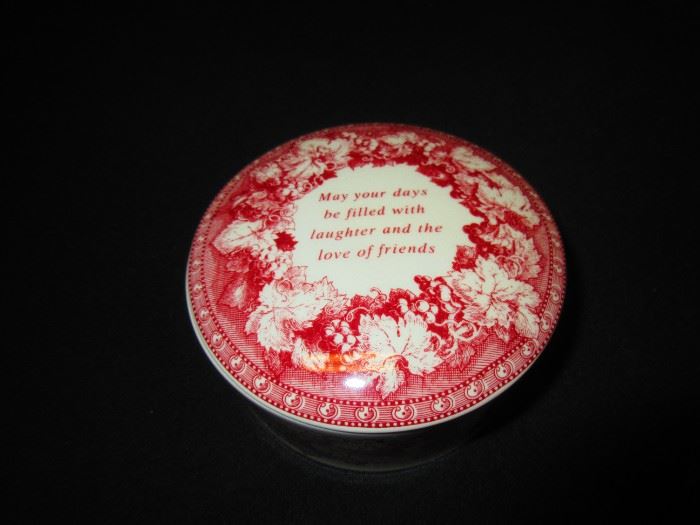 May your days
be filled with
laughter and the
love of friends